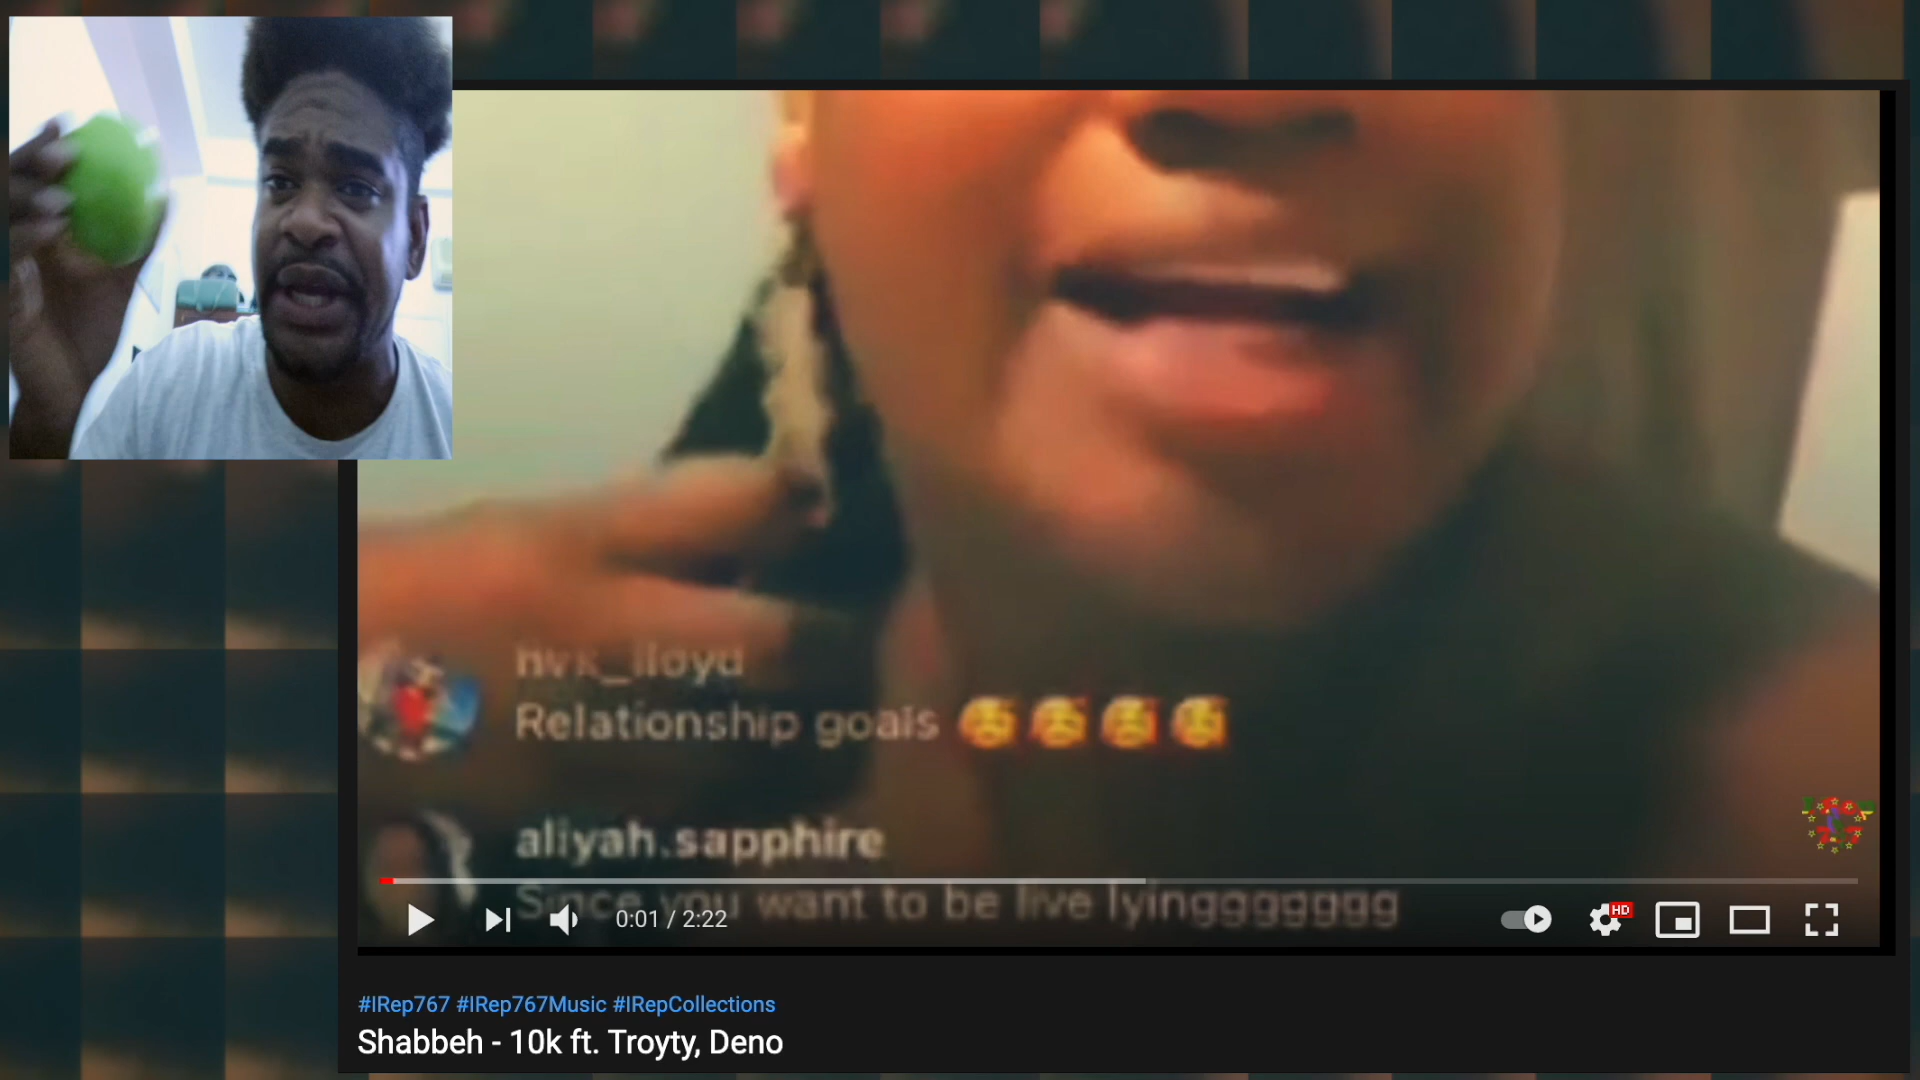 Relationship goals 🥰 🥰 🥰 🥰
aliyah.sapphire
Since you want to be live lyinggggggg
0:01 / 2:22
HD
#IRep767 #IRep767Music #IRepCollections
Shabbeh - 10k ft. Troyty, Deno